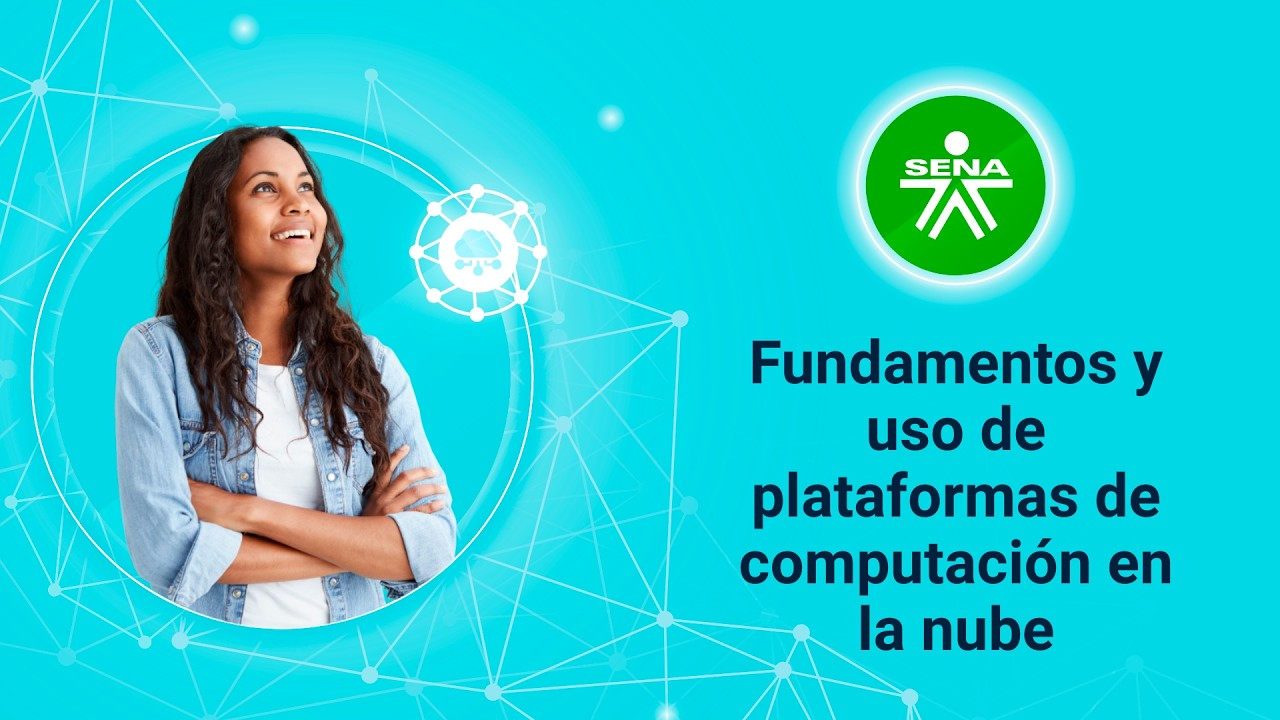 SENA
Fundamentos y
uso de
plataformas de
computación en
la nube